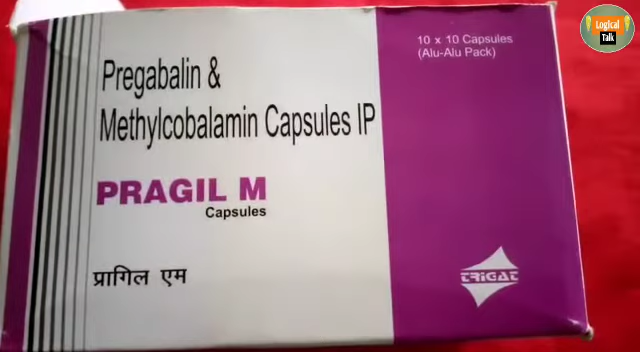 Pregabalin &
Methylcobalamin Capsules IP
PRAGIL M
Capsules
प्रागिल एम
10 x 10 Capsules
(Alu-Alu Pack)
TRIGAT
Logical
Talk